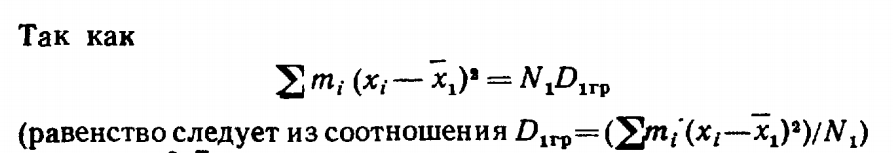 Так как
∑ mᵢ (xᵢ − x̄₁)² = N₁D₁гр
(равенство следует из соотношения D₁гр=(∑mᵢ (xᵢ−x̄₁)²)/N₁)